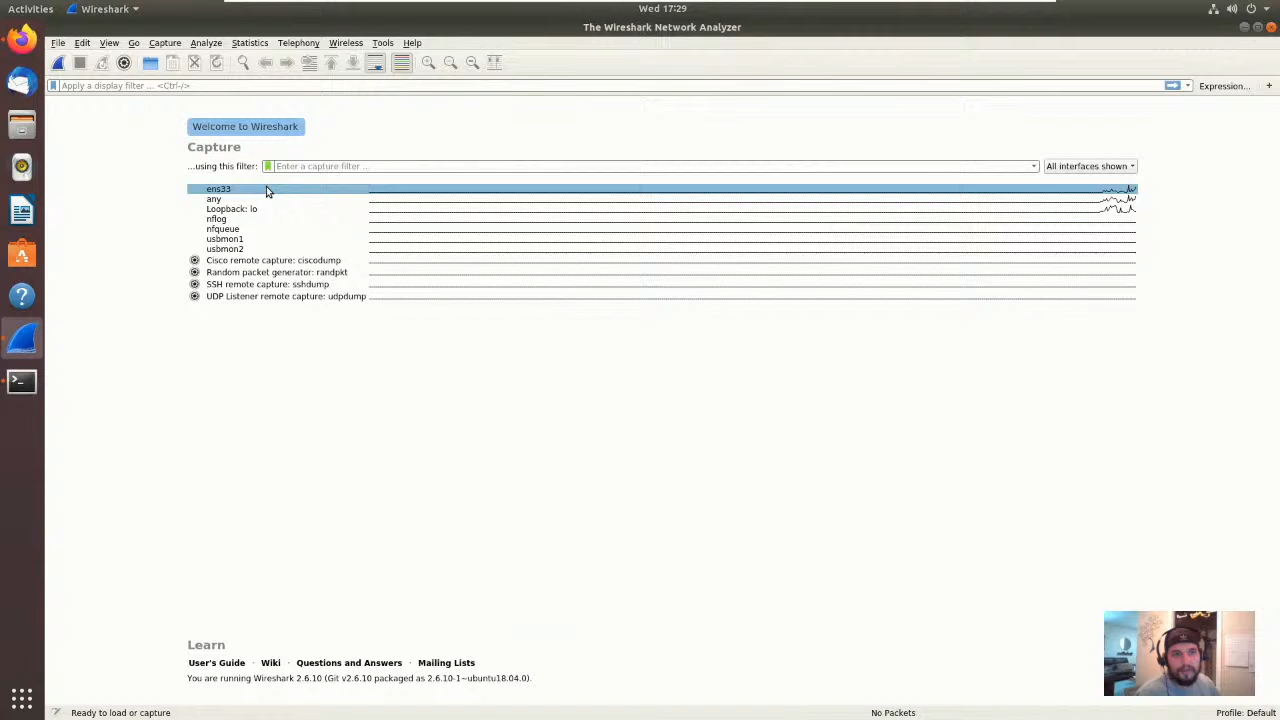 Activities Wireshark Wed 17:29
The Wireshark Network Analyzer
File Edit View Go Capture Analyze Statistics Telephony Wireless Tools Help
Apply a display filter ... <Ctrl-/> Expression... +
Welcome to Wireshark
Capture
...using this filter: Enter a capture filter ... All interfaces shown
ens33
any
Loopback: lo
nflog
nfqueue
usbmon1
usbmon2
Cisco remote capture: ciscodump
Random packet generator: randpkt
SSH remote capture: sshdump
UDP Listener remote capture: udpdump
Learn
User's Guide · Wiki · Questions and Answers · Mailing Lists
You are running Wireshark 2.6.10 (Git v2.6.10 packaged as 2.6.10-1~ubuntu18.04.0).
Ready to load or capture No Packets Profile: Default